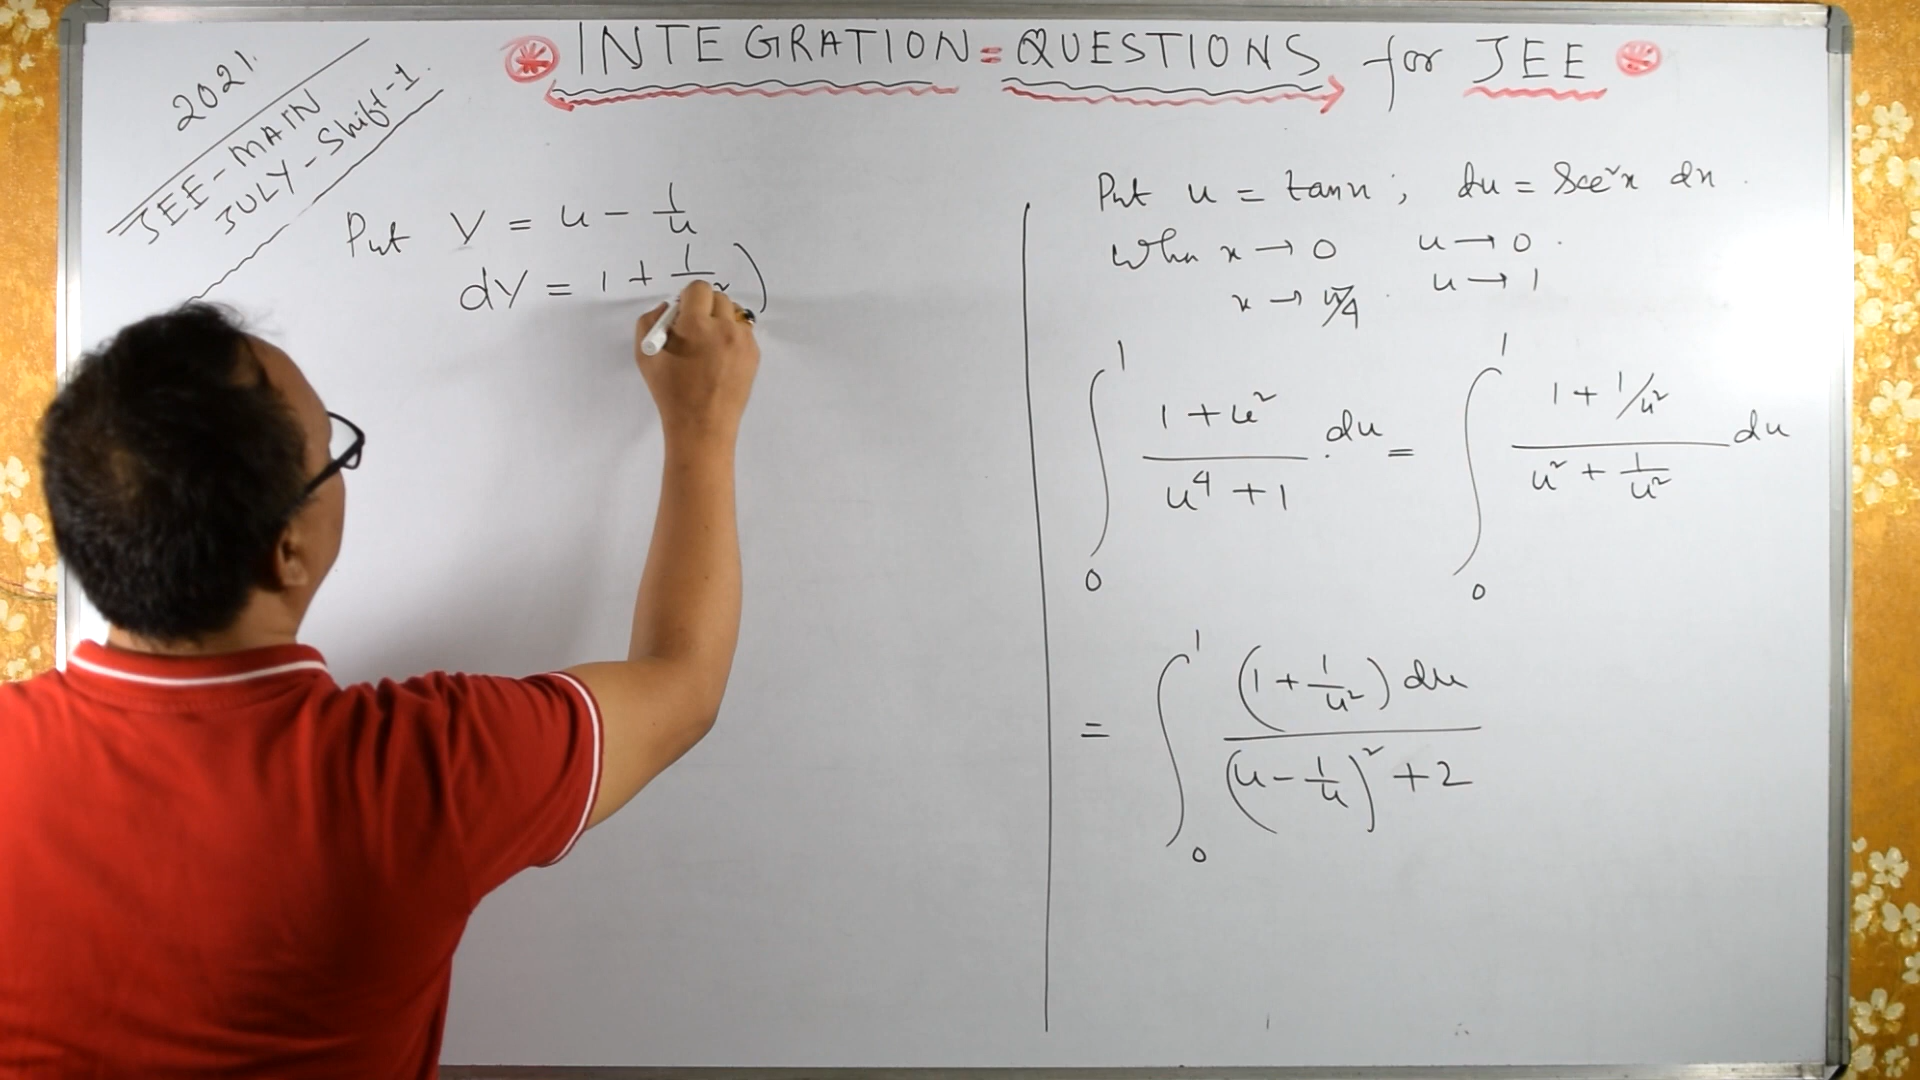 INTEGRATION = QUESTIONS for JEE
2021.
JEE-MAIN
JULY-Shift-1.
Put V = u - 1/u
dV = 1 + 1/ ²)
Put u = tanx ; du = Sec²x dx
When x → 0 u → 0
x → π/4 u → 1
∫₀¹ (1+u²)/(u⁴+1) . du = ∫₀¹ (1 + 1/u²)/(u² + 1/u²) du
= ∫₀¹ (1 + 1/u²) du / ((u - 1/u)² + 2)